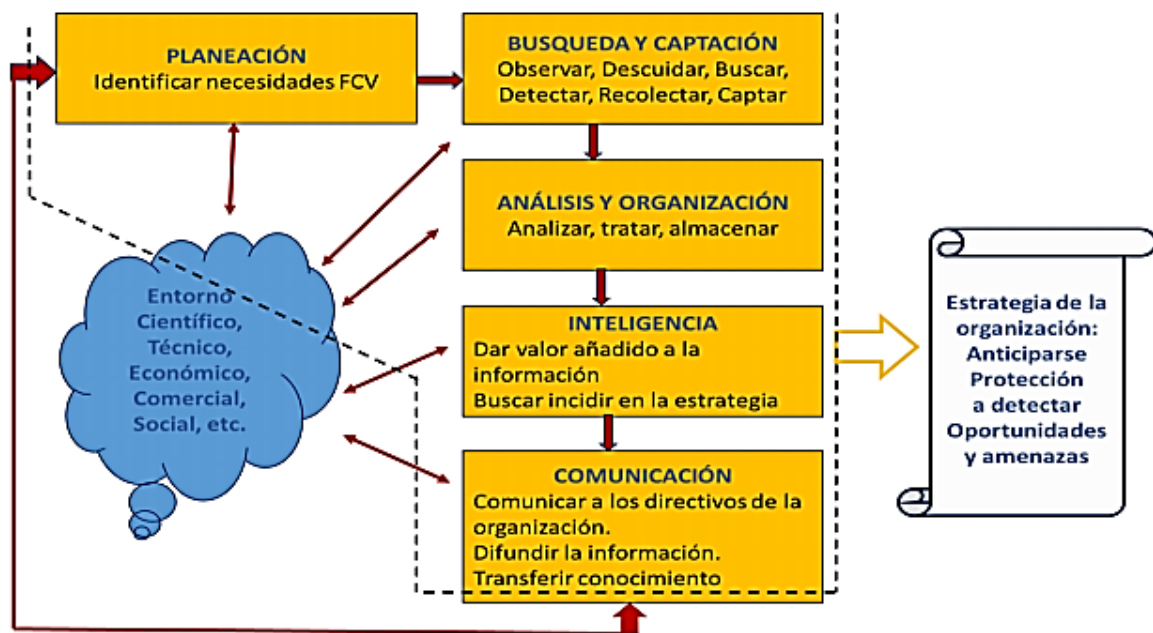 PLANEACIÓN
Identificar necesidades FCV
BUSQUEDA Y CAPTACIÓN
Observar, Descuidar, Buscar,
Detectar, Recolectar, Captar
ANÁLISIS Y ORGANIZACIÓN
Analizar, tratar, almacenar
Entorno
Científico,
Técnico,
Económico,
Comercial,
Social, etc.
INTELIGENCIA
Dar valor añadido a la
información
Buscar incidir en la estrategia
COMUNICACIÓN
Comunicar a los directivos de la
organización.
Difundir la información.
Transferir conocimiento
Estrategia de la
organización:
Anticiparse
Protección
a detectar
Oportunidades
y amenazas